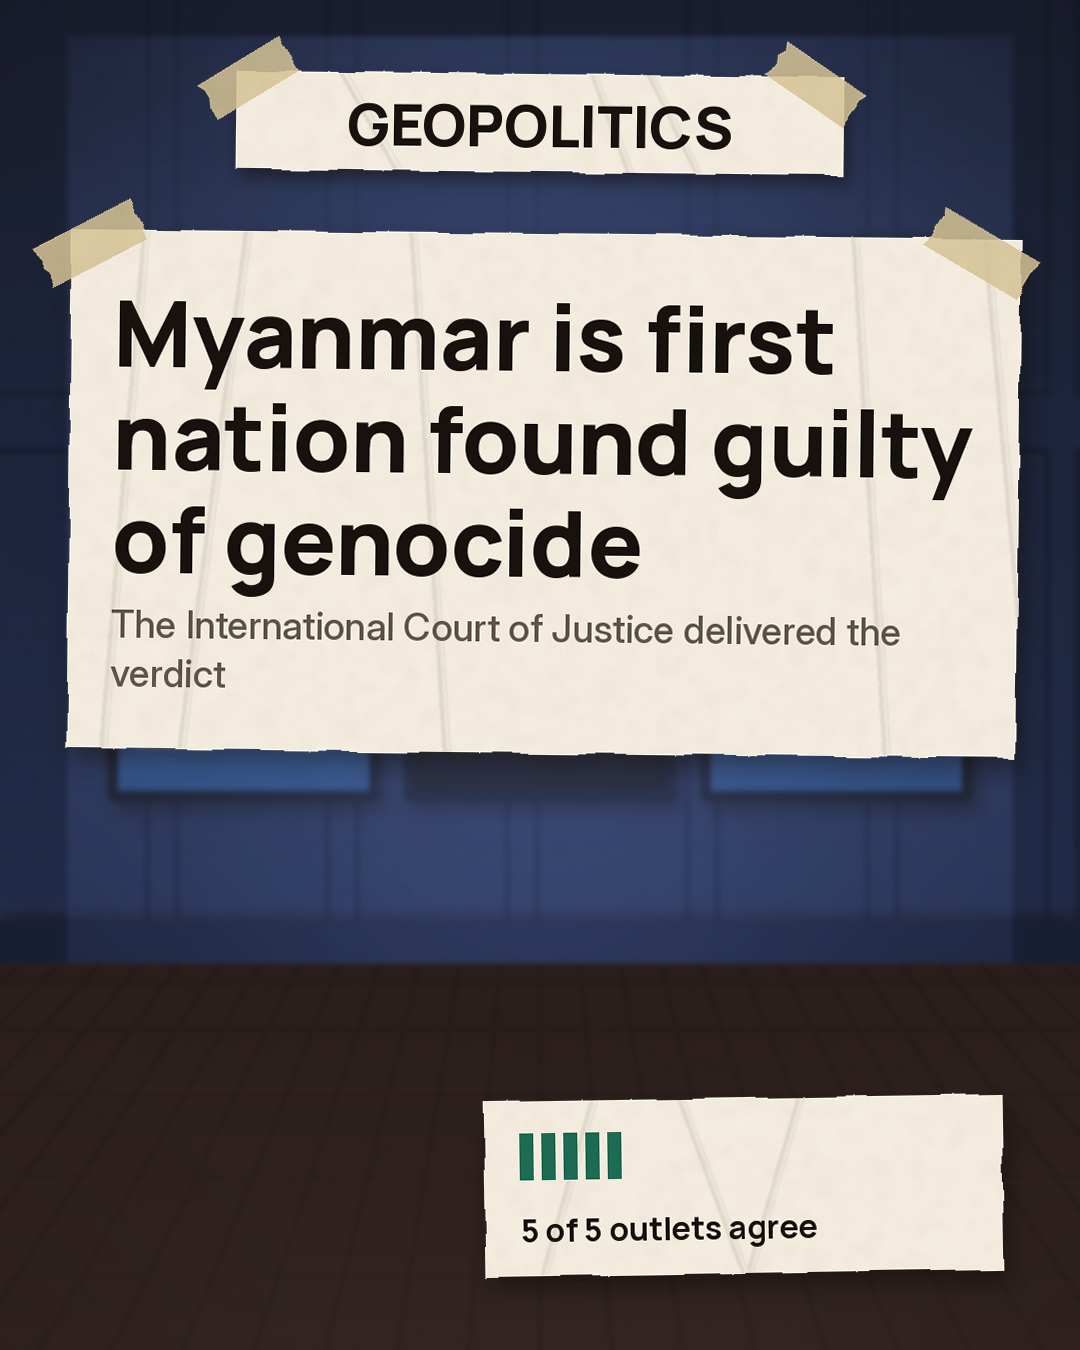 GEOPOLITICS
Myanmar is first
nation found guilty
of genocide
The International Court of Justice delivered the
verdict
5 of 5 outlets agree